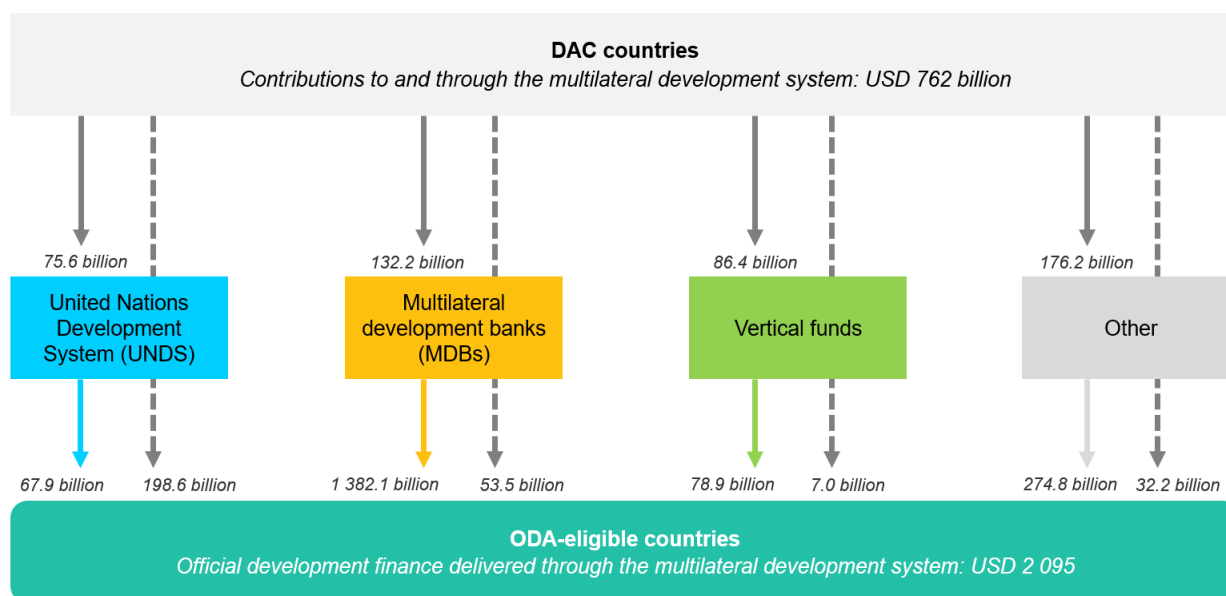 DAC countries
Contributions to and through the multilateral development system: USD 762 billion
75.6 billion
132.2 billion
86.4 billion
176.2 billion
United Nations
Development
System (UNDS)
Multilateral
development banks
(MDBs)
Vertical funds
Other
67.9 billion
198.6 billion
1 382.1 billion
53.5 billion
78.9 billion
7.0 billion
274.8 billion
32.2 billion
ODA-eligible countries
Official development finance delivered through the multilateral development system: USD 2 095